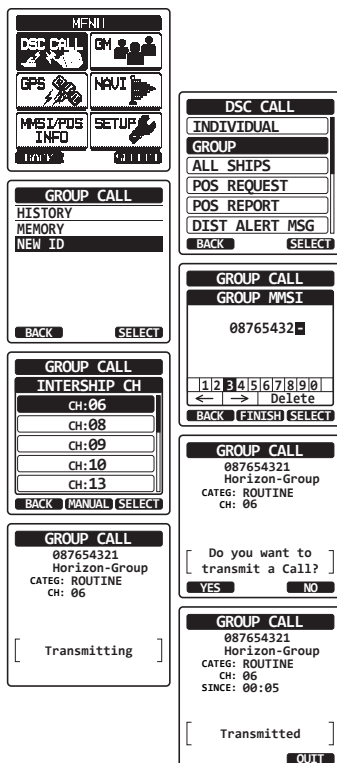 MENU
DSC CALL GM
GPS NAVI
MMSI/POS INFO SETUP
DSC CALL
INDIVIDUAL
GROUP
ALL SHIPS
POS REQUEST
POS REPORT
DIST ALERT MSG
BACK SELECT
GROUP CALL
HISTORY
MEMORY
NEW ID
BACK SELECT
GROUP CALL
GROUP MMSI
08765432-
1 2 3 4 5 6 7 8 9 0
← → Delete
BACK FINISH SELECT
GROUP CALL
INTERSHIP CH
CH:06
CH:08
CH:09
CH:10
CH:13
BACK MANUAL SELECT
GROUP CALL
087654321
Horizon-Group
CATEG: ROUTINE
CH: 06
[ Do you want to
transmit a Call? ]
YES NO
GROUP CALL
087654321
Horizon-Group
CATEG: ROUTINE
CH: 06
[ Transmitting ]
GROUP CALL
087654321
Horizon-Group
CATEG: ROUTINE
CH: 06
SINCE: 00:05
[ Transmitted ]
QUIT